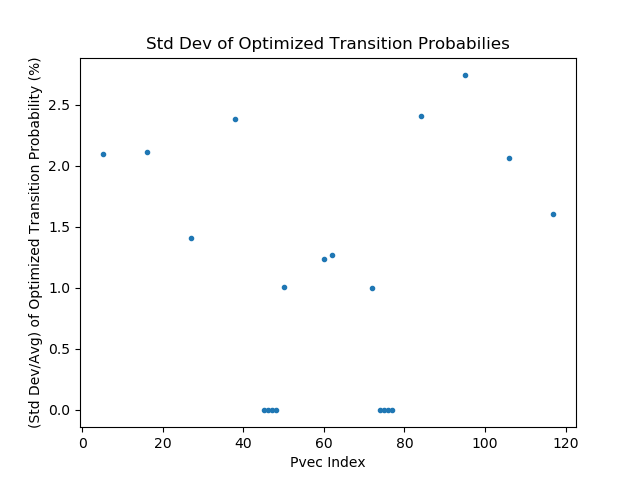 Std Dev of Optimized Transition Probabilies
(Std Dev/Avg) of Optimized Transition Probability (%)
2.5
2.0
1.5
1.0
0.5
0.0
0 20 40 60 80 100 120
Pvec Index